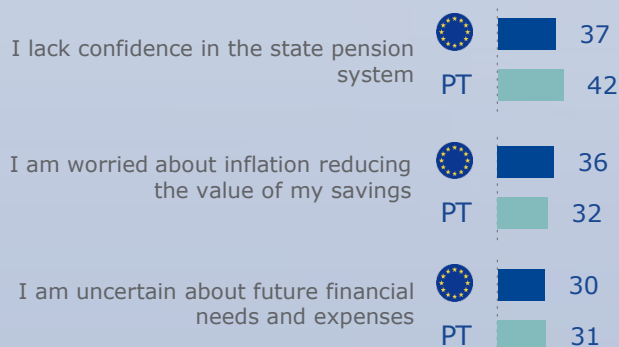 I lack confidence in the state pension
system
37
PT 42
I am worried about inflation reducing
the value of my savings
36
PT 32
I am uncertain about future financial
needs and expenses
30
PT 31